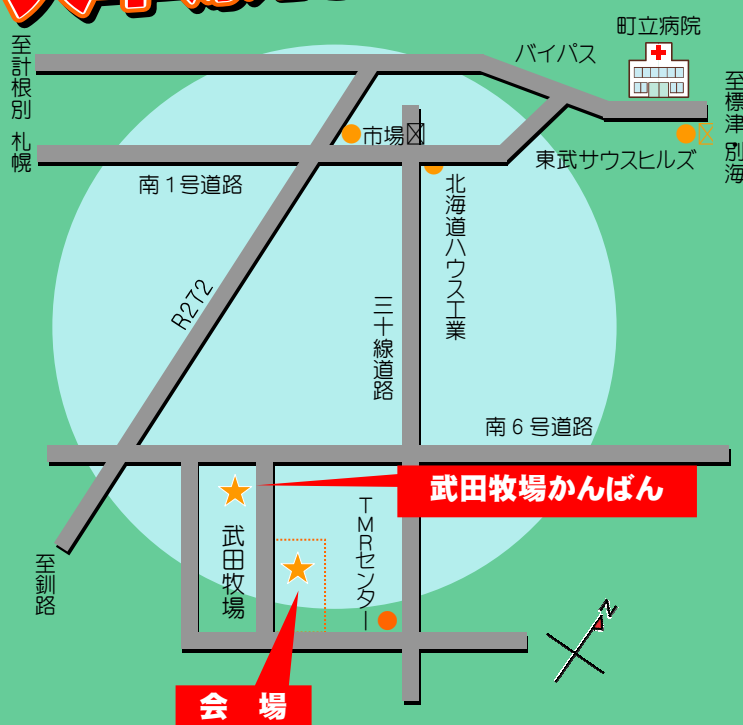 町立病院
バイパス
至計根別 札幌
至標津・別海
市場
東武サウスヒルズ
南1号道路
北海道ハウス工業
R272
三十線道路
南6号道路
武田牧場かんばん
TMRセンター
武田牧場
至釧路
N
会 場